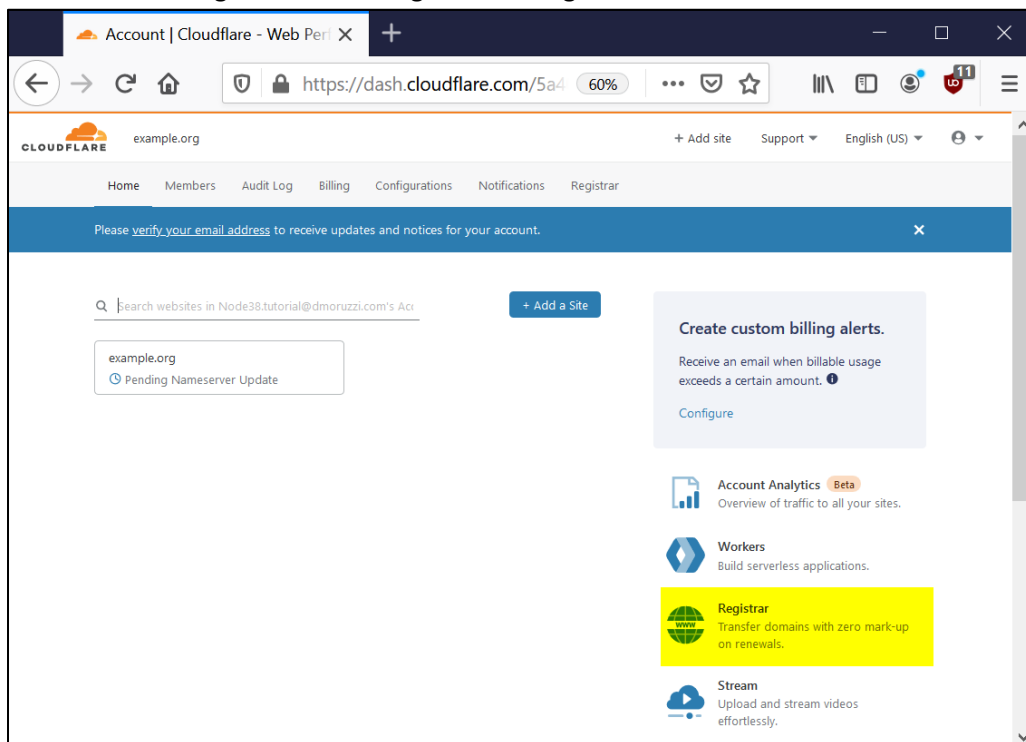 Account | Cloudflare - Web Perf
https://dash.cloudflare.com/5a4 60%
11
CLOUDFLARE example.org + Add site Support English (US)
Home Members Audit Log Billing Configurations Notifications Registrar
Please verify your email address to receive updates and notices for your account.
Search websites in Node38.tutorial@dmoruzzi.com's Acc
+ Add a Site
example.org
Pending Nameserver Update
Create custom billing alerts.
Receive an email when billable usage
exceeds a certain amount.
Configure
Account Analytics Beta
Overview of traffic to all your sites.
Workers
Build serverless applications.
www
Registrar
Transfer domains with zero mark-up
on renewals.
Stream
Upload and stream videos
effortlessly.